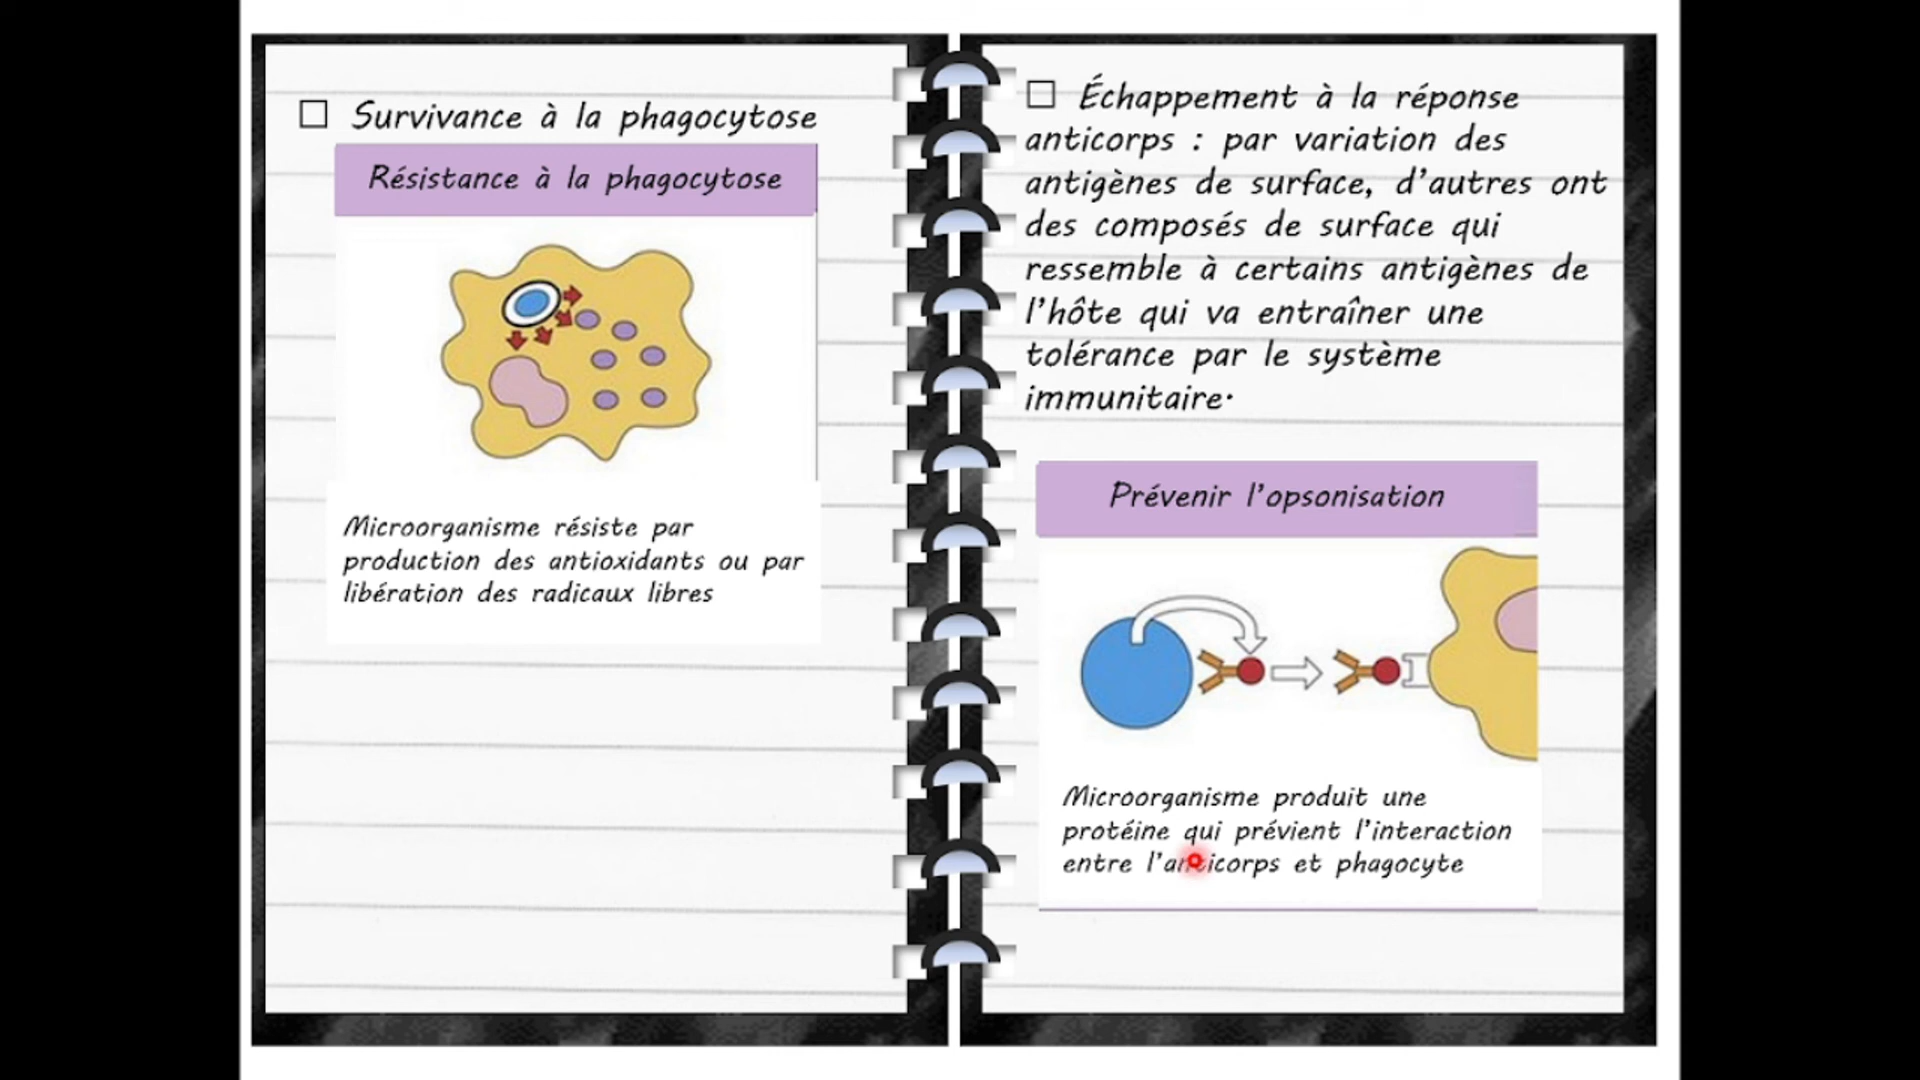 Survivance à la phagocytose
Résistance à la phagocytose
Microorganisme résiste par
production des antioxidants ou par
libération des radicaux libres
Échappement à la réponse
anticorps : par variation des
antigènes de surface, d'autres ont
des composés de surface qui
ressemble à certains antigènes de
l'hôte qui va entraîner une
tolérance par le système
immunitaire.
Prévenir l'opsonisation
Microorganisme produit une
protéine qui prévient l'interaction
entre l'anticorps et phagocyte